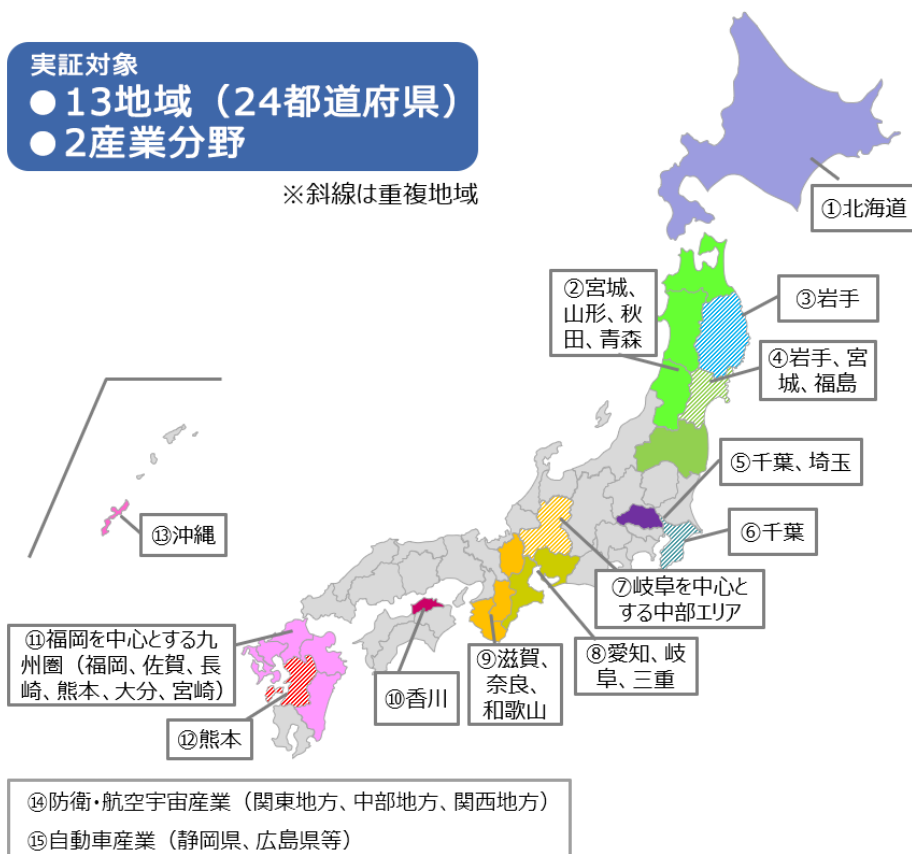 実証対象
●13地域（24都道府県）
●2産業分野
※斜線は重複地域
①北海道
②宮城、
山形、秋
田、青森
③岩手
④岩手、宮
城、福島
⑤千葉、埼玉
⑥千葉
⑬沖縄
⑦岐阜を中心と
する中部エリア
⑪福岡を中心とする九
州圏（福岡、佐賀、長
崎、熊本、大分、宮崎）
⑧愛知、岐
阜、三重
⑨滋賀、
奈良、
和歌山
⑩香川
⑫熊本
⑭防衛・航空宇宙産業（関東地方、中部地方、関西地方）
⑮自動車産業（静岡県、広島県等）